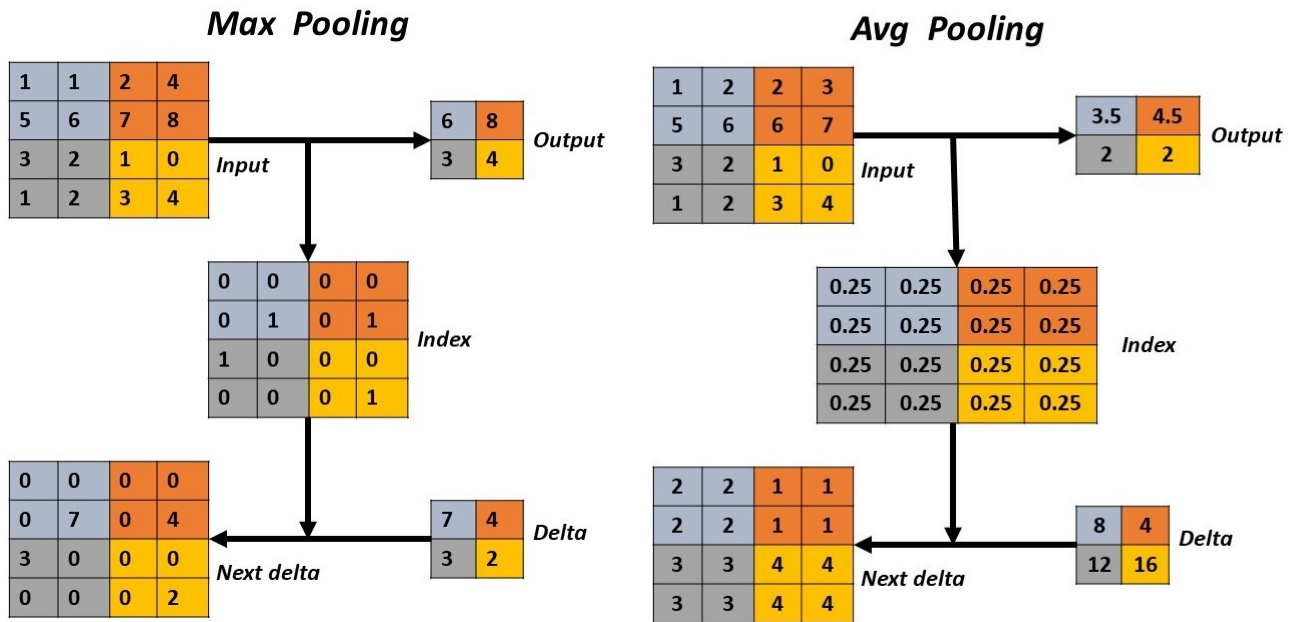 Max Pooling
1 1 2 4
5 6 7 8
3 2 1 0
1 2 3 4
Input
6 8
3 4
Output
0 0 0 0
0 1 0 1
1 0 0 0
0 0 0 1
Index
0 0 0 0
0 7 0 4
3 0 0 0
0 0 0 2
Next delta
7 4
3 2
Delta
Avg Pooling
1 2 2 3
5 6 6 7
3 2 1 0
1 2 3 4
Input
3.5 4.5
2 2
Output
0.25 0.25 0.25 0.25
0.25 0.25 0.25 0.25
0.25 0.25 0.25 0.25
0.25 0.25 0.25 0.25
Index
2 2 1 1
2 2 1 1
3 3 4 4
3 3 4 4
Next delta
8 4
12 16
Delta